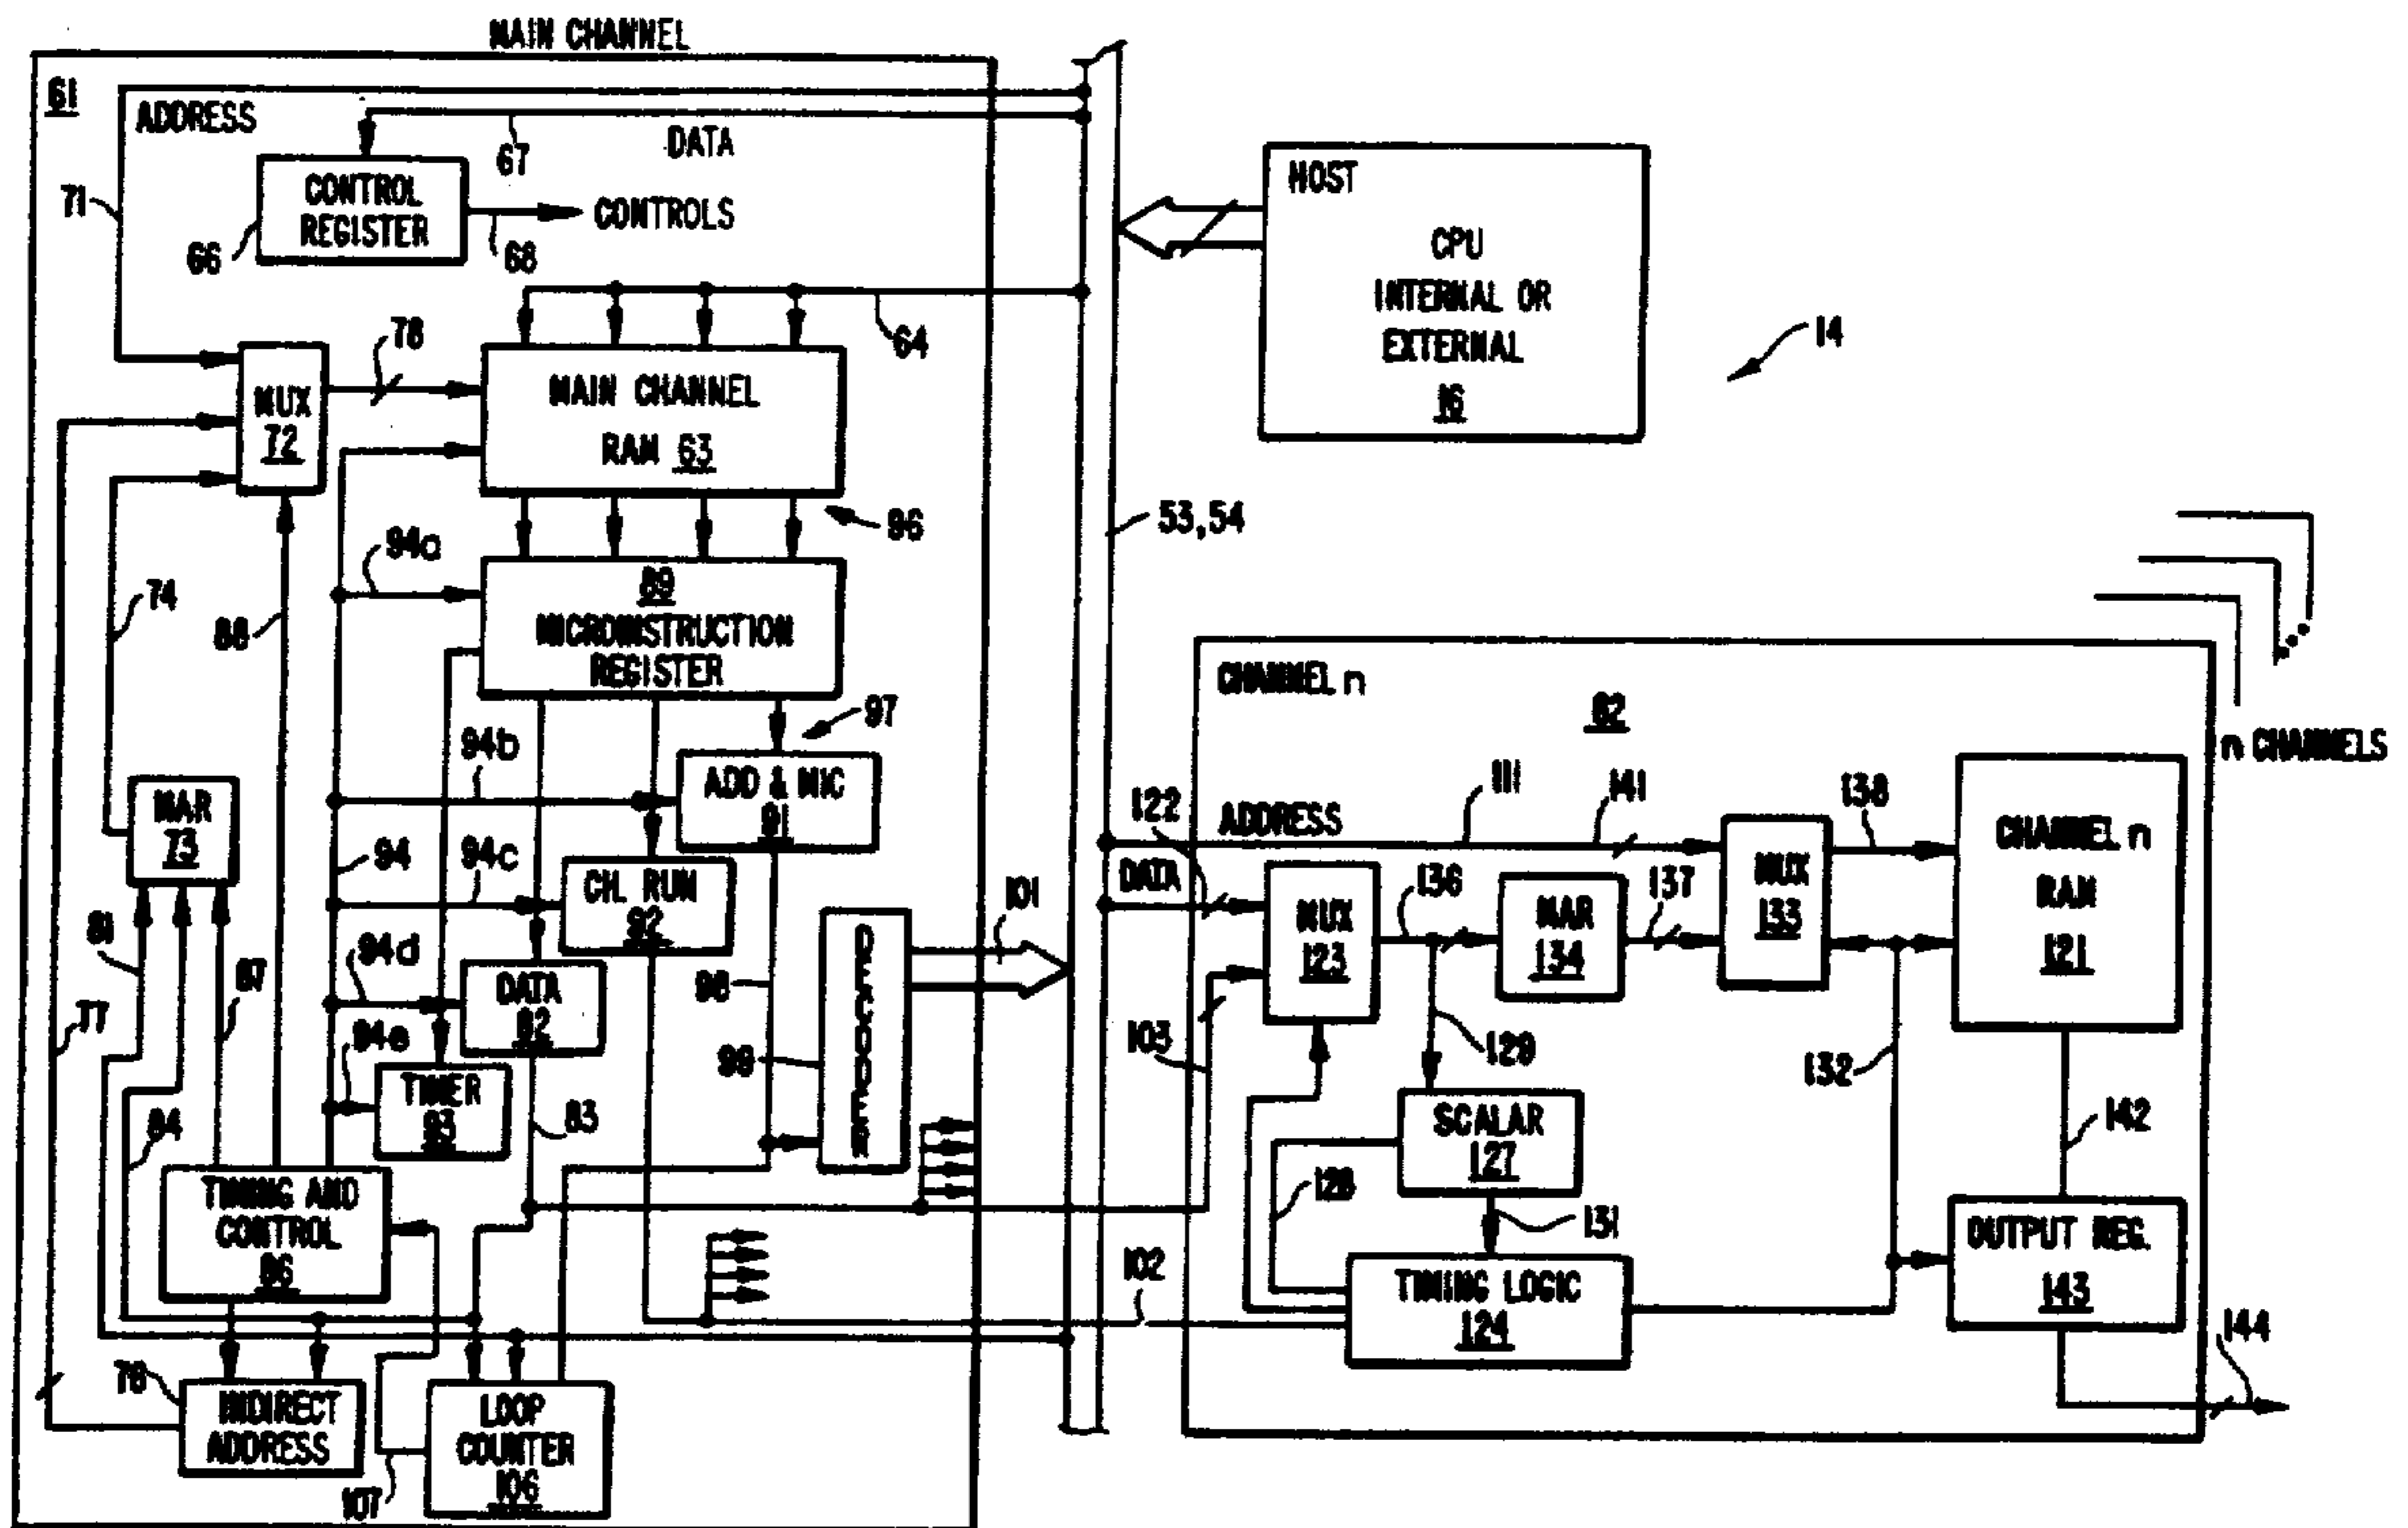 MAIN CHANNEL
61
ADDRESS
67
DATA
71
CONTROL
REGISTER
CONTROLS
66
68
HOST
CPU
INTERNAL OR
EXTERNAL
16
14
78
64
MUX
72
MAIN CHANNEL
RAM 63
96
53,54
94a
74
88
89
MICROINSTRUCTION
REGISTER
97
94b
ADD & MIC
91
MAR
73
94
94c
CH. RUN
92
101
81
87
94d
DATA
82
98
77
94e
99
DECODER
TIMER
93
84
83
TIMING AND
CONTROL
86
102
76
INDIRECT
ADDRESS
LOOP
COUNTER
106
107
CHANNEL n
62
n CHANNELS
122
111
141
138
ADDRESS
DATA
MUX
123
136
MAR
134
137
MUX
133
CHANNEL n
RAM
121
103
129
132
SCALAR
127
142
128
131
TIMING LOGIC
124
OUTPUT REG.
143
144